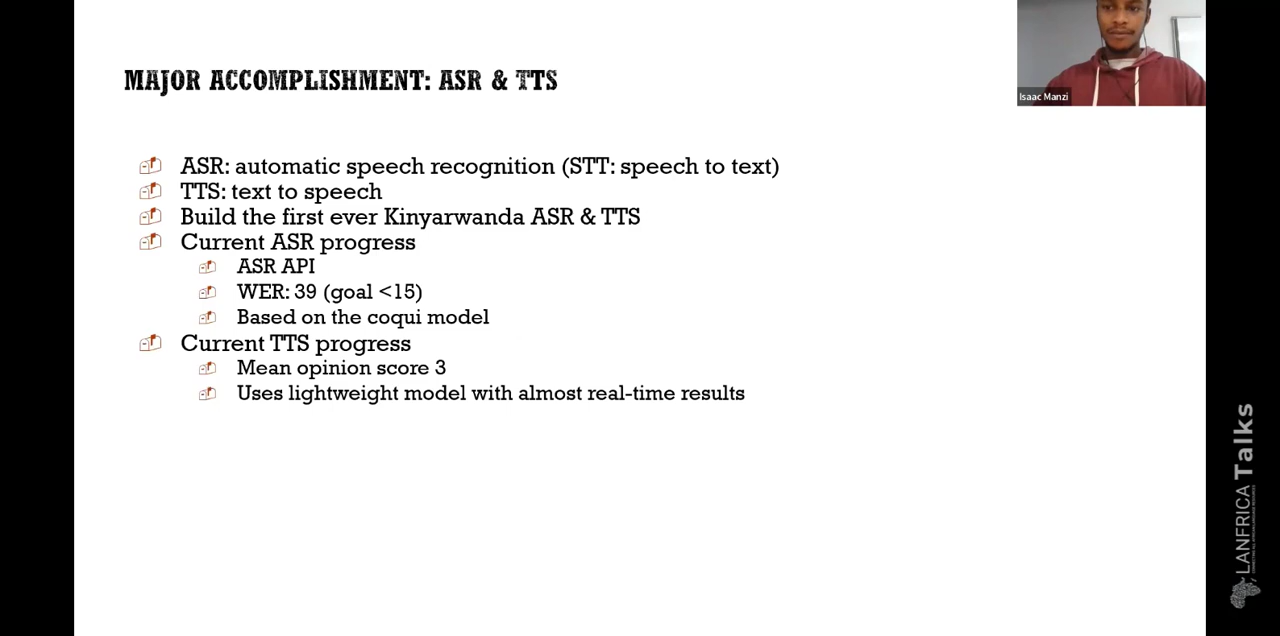 MAJOR ACCOMPLISHMENT: ASR & TTS
Isaac Manzi
ASR: automatic speech recognition (STT: speech to text)
TTS: text to speech
Build the first ever Kinyarwanda ASR & TTS
Current ASR progress
ASR API
WER: 39 (goal <15)
Based on the coqui model
Current TTS progress
Mean opinion score 3
Uses lightweight model with almost real-time results
LANFRICA Talks